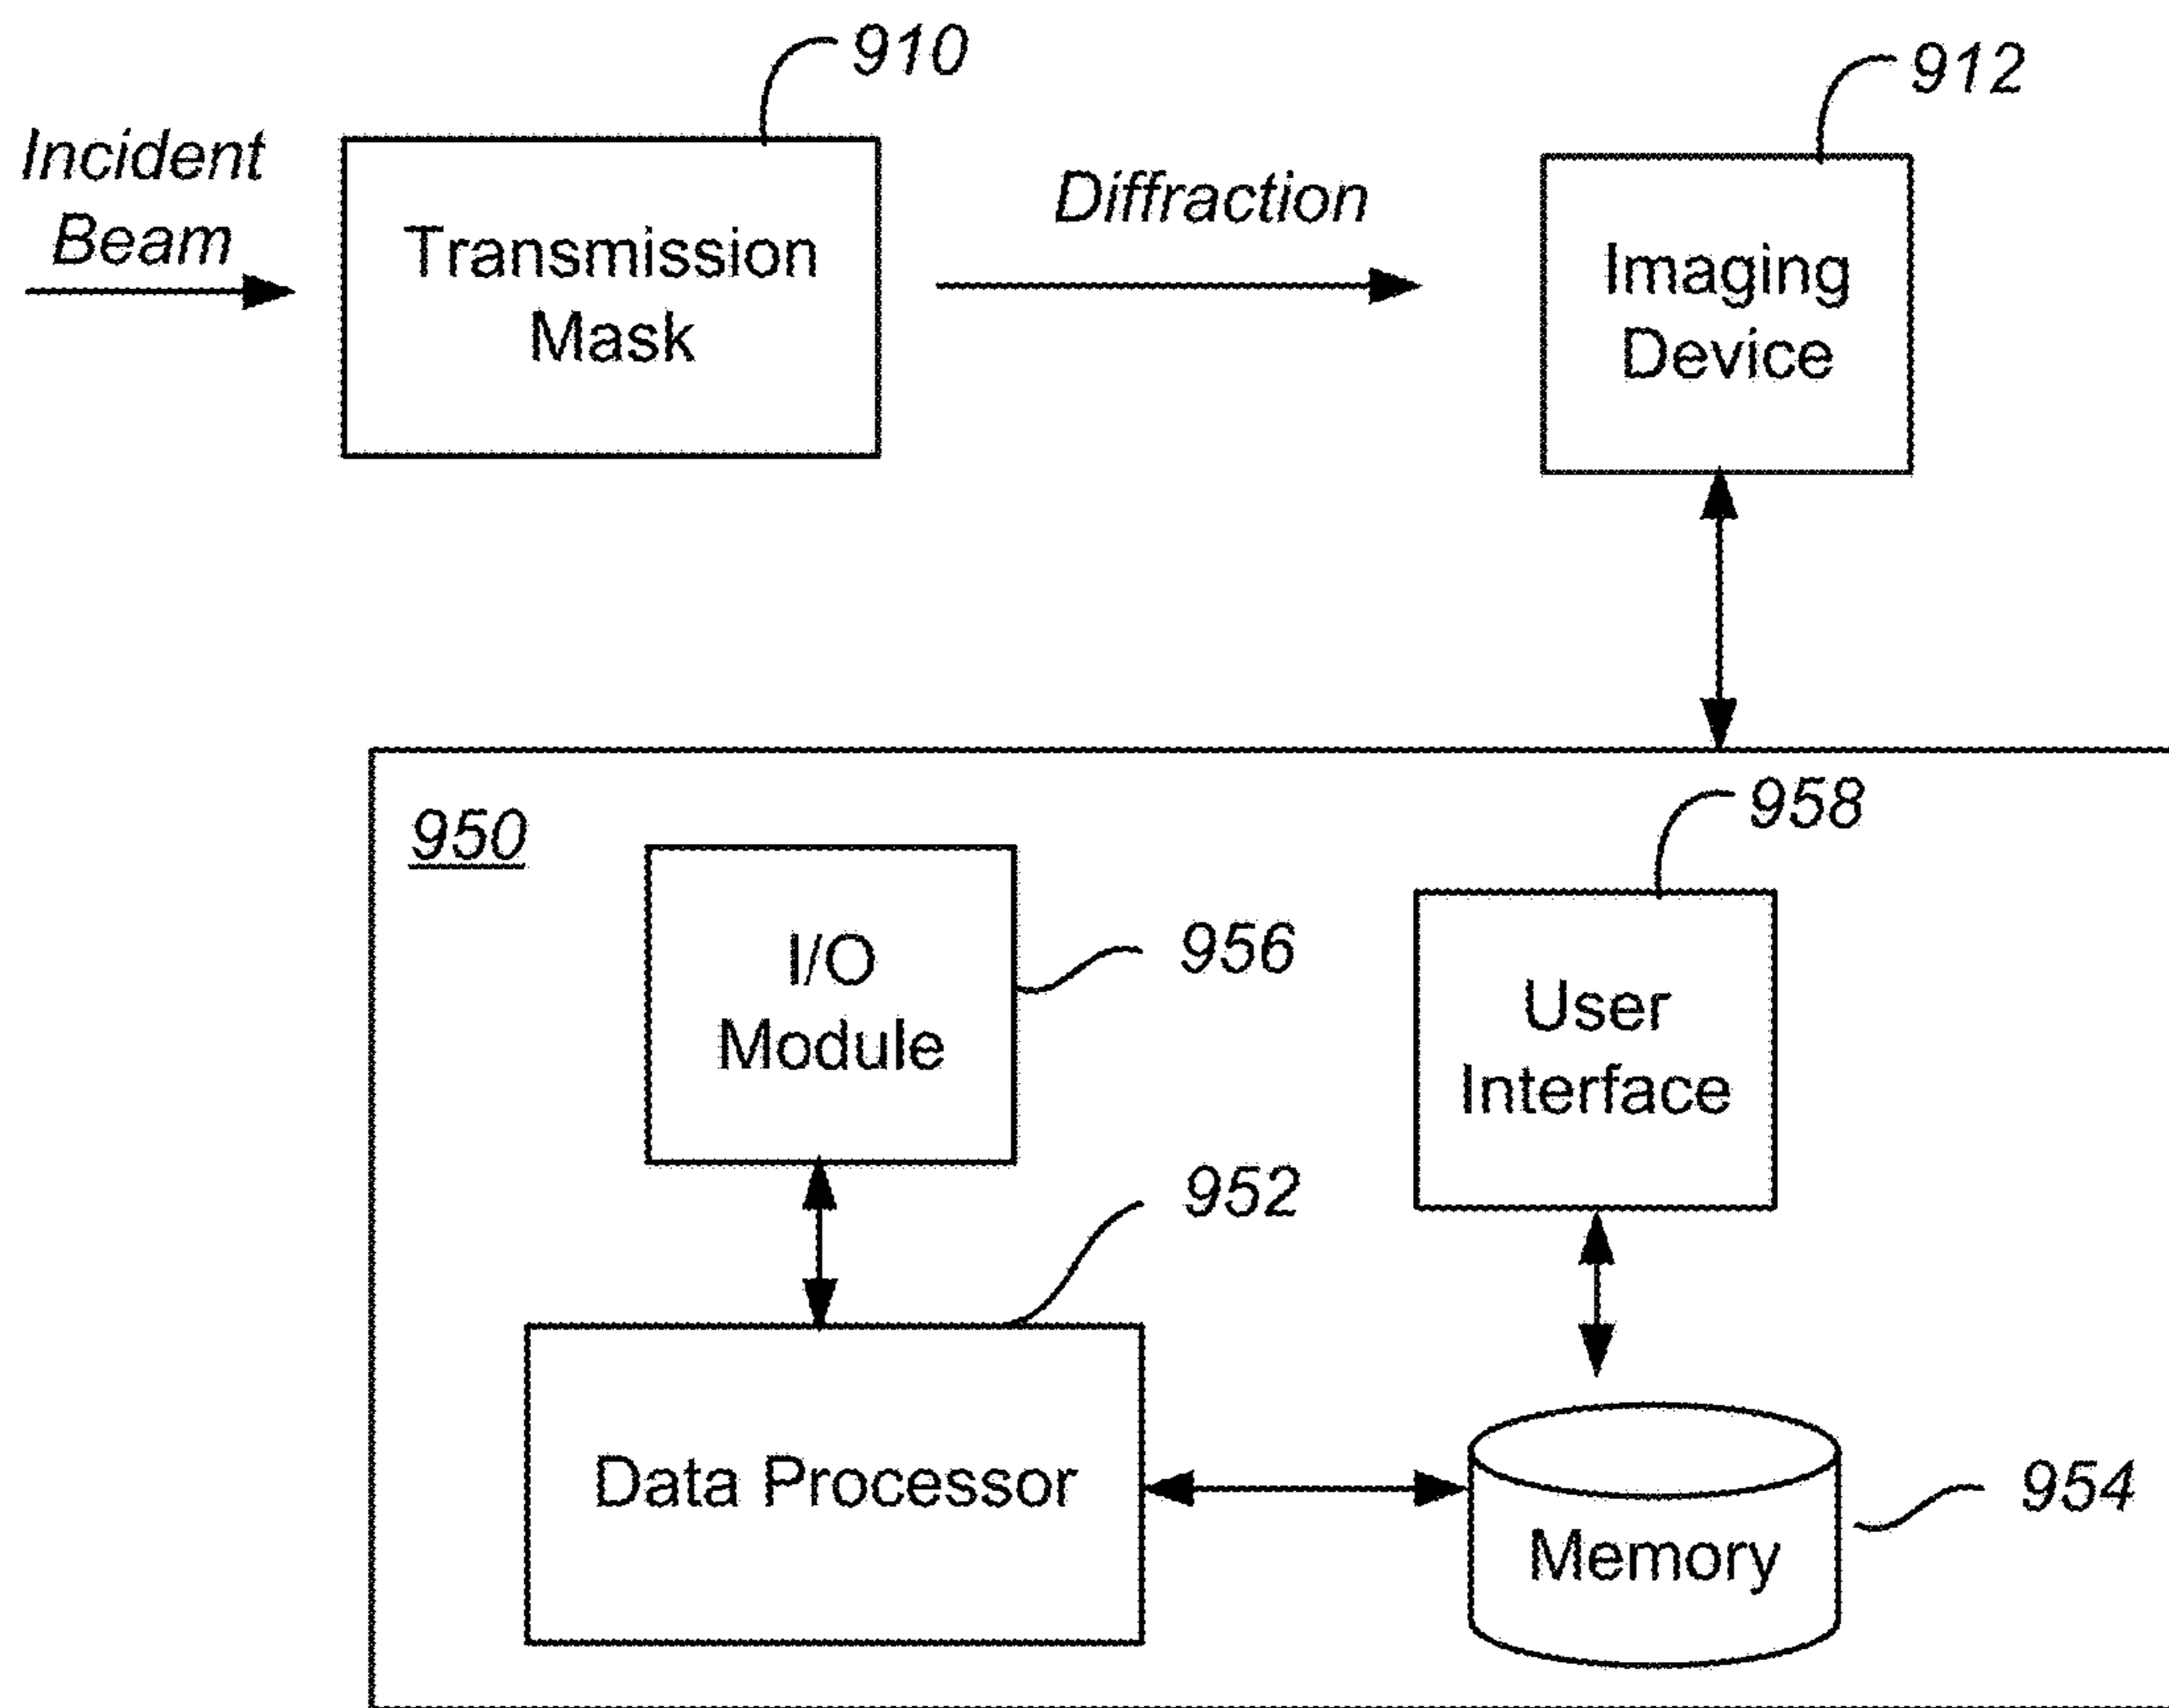 910
912
Incident
Beam
Transmission
Mask
Diffraction
Imaging
Device
950
958
I/O
Module
956
User
Interface
952
Data Processor
Memory
954